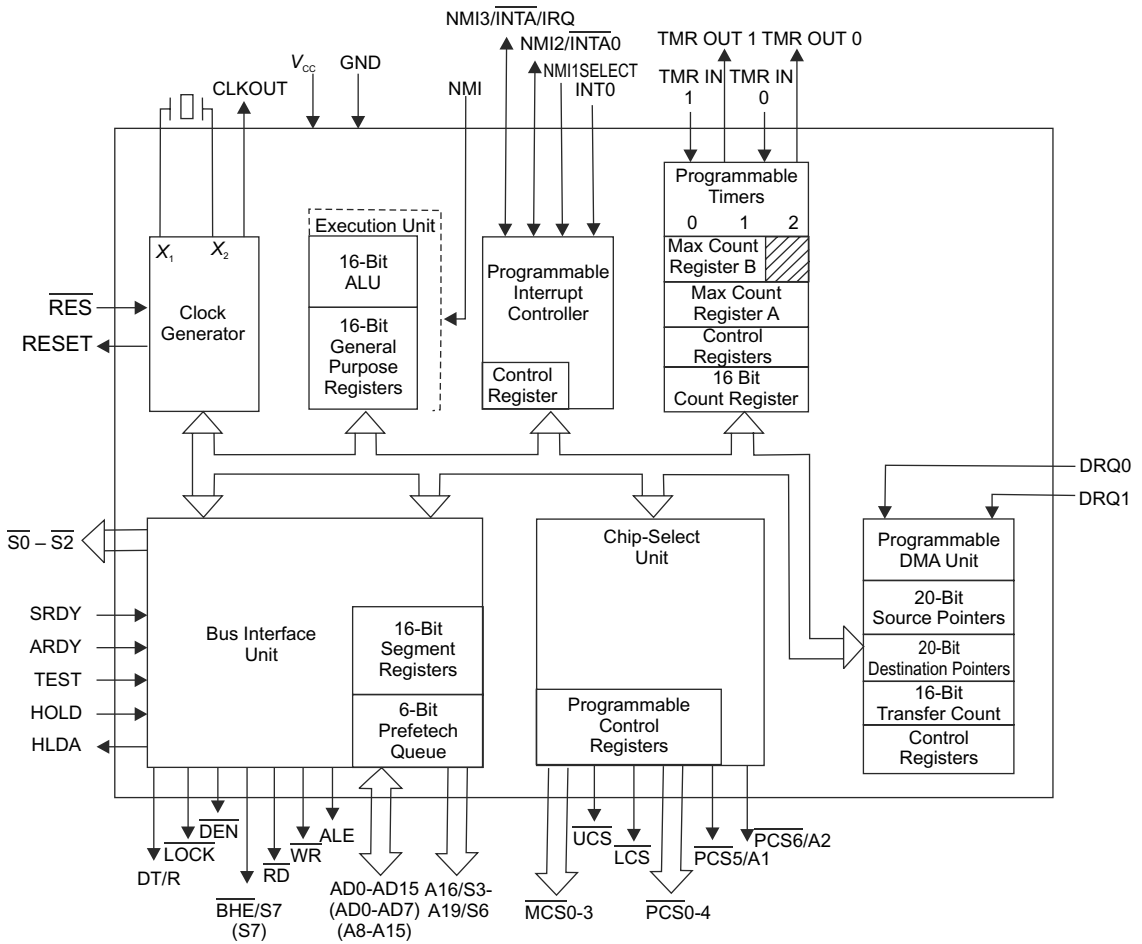 NMI3/INTA/IRQ
NMI2/INTA0
NMI1SELECT
INT0
TMR OUT 1 TMR OUT 0
TMR IN TMR IN
1 0
VCC
GND
CLKOUT
NMI
Programmable
Timers
0 1 2
Max Count
Register B
Max Count
Register A
Control
Registers
16 Bit
Count Register
Execution Unit
16-Bit
ALU
16-Bit
General
Purpose
Registers
X1 X2
Clock
Generator
RES
RESET
Programmable
Interrupt
Controller
Control
Register
DRQ0
DRQ1
S0 – S2
SRDY
ARDY
TEST
HOLD
HLDA
Bus Interface
Unit
16-Bit
Segment
Registers
6-Bit
Prefetech
Queue
Chip-Select
Unit
Programmable
Control
Registers
Programmable
DMA Unit
20-Bit
Source Pointers
20-Bit
Destination Pointers
16-Bit
Transfer Count
Control
Registers
DT/R
LOCK
DEN
BHE/S7
(S7)
RD
WR
ALE
AD0-AD15
(AD0-AD7)
(A8-A15)
A16/S3-
A19/S6
MCS0-3
UCS
LCS
PCS0-4
PCS5/A1
PCS6/A2